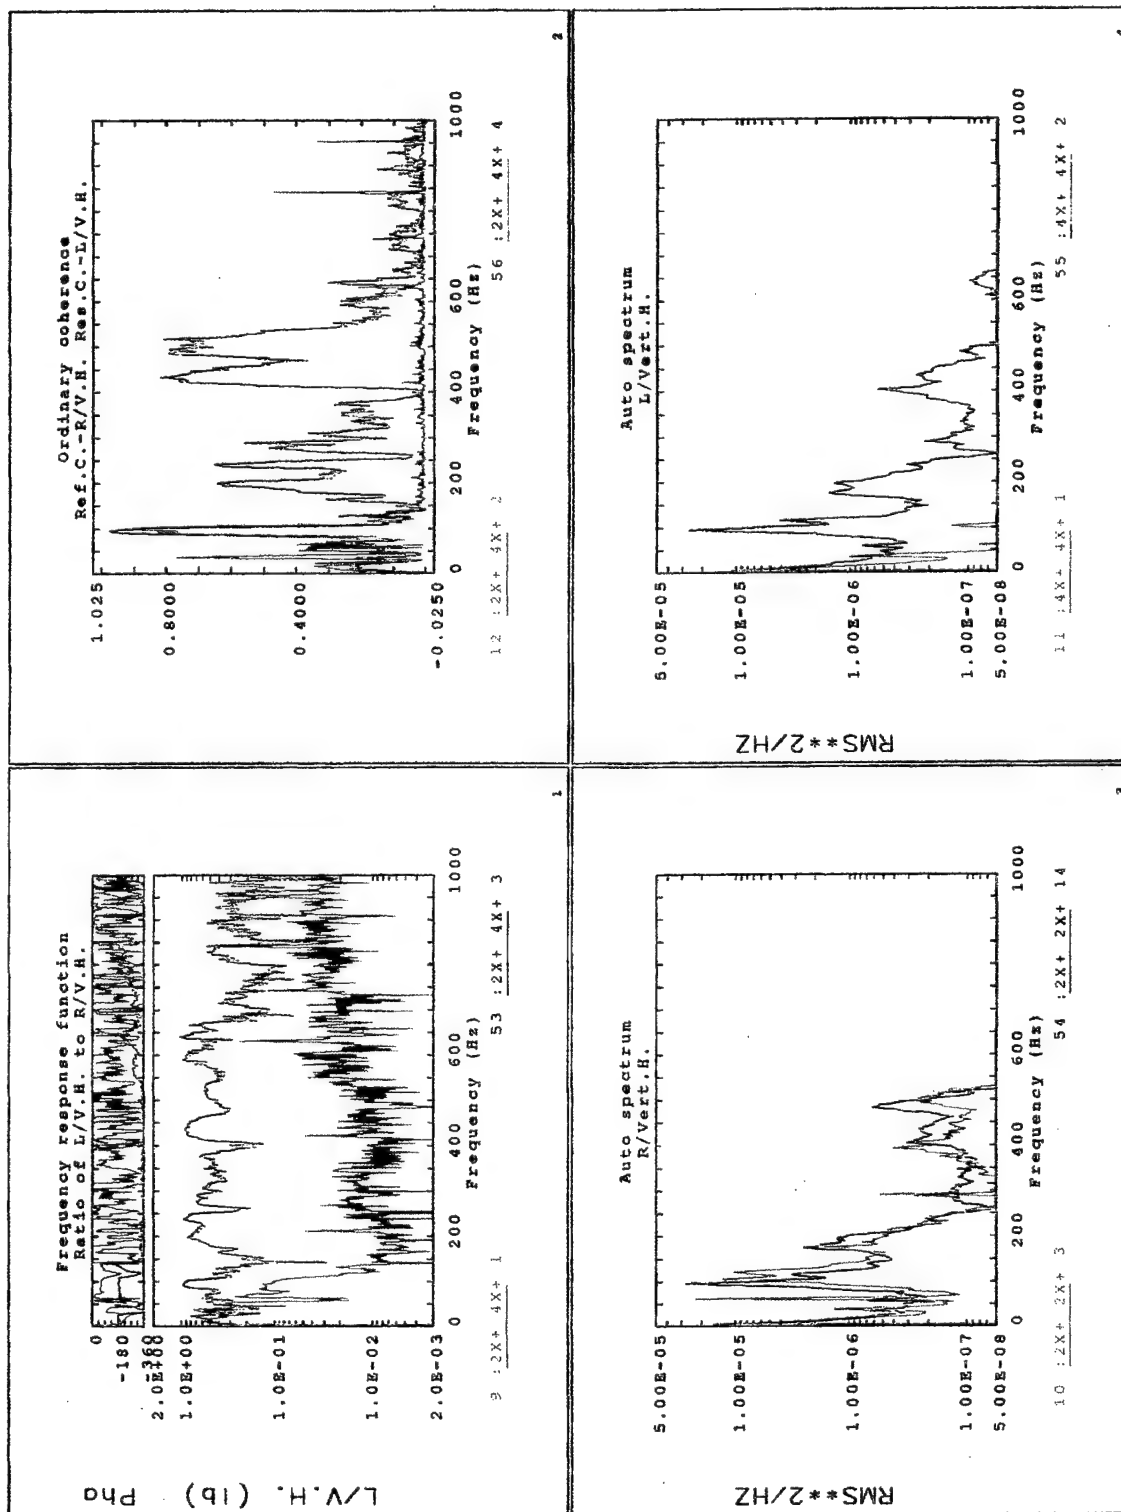 Frequency response function
Ratio of L/V.H. to R/V.H.
Pha
0
-180
-360
L/V.H. (lb)
2.0E+00
1.0E+00
1.0E-01
1.0E-02
2.0E-03
0 200 400 600 1000
Frequency (Hz)
9 :2X+ 4X+ 1 53 :2X+ 4X+ 3
1
Ordinary coherence
Ref.C.-R/V.H. Res.C.-L/V.H.
1.025
0.8000
0.4000
-0.0250
0 200 400 600 1000
Frequency (Hz)
12 :2X+ 4X+ 2 56 :2X+ 4X+ 4
2
Auto spectrum
R/Vert.H.
RMS**2/HZ
5.00E-05
1.00E-05
1.00E-06
1.00E-07
5.00E-08
0 200 400 600 1000
Frequency (Hz)
10 :2X+ 2X+ 3 54 :2X+ 2X+ 14
3
Auto spectrum
L/Vert.H.
RMS**2/HZ
5.00E-05
1.00E-05
1.00E-06
1.00E-07
5.00E-08
0 200 400 600 1000
Frequency (Hz)
11 :4X+ 4X+ 1 55 :4X+ 4X+ 2